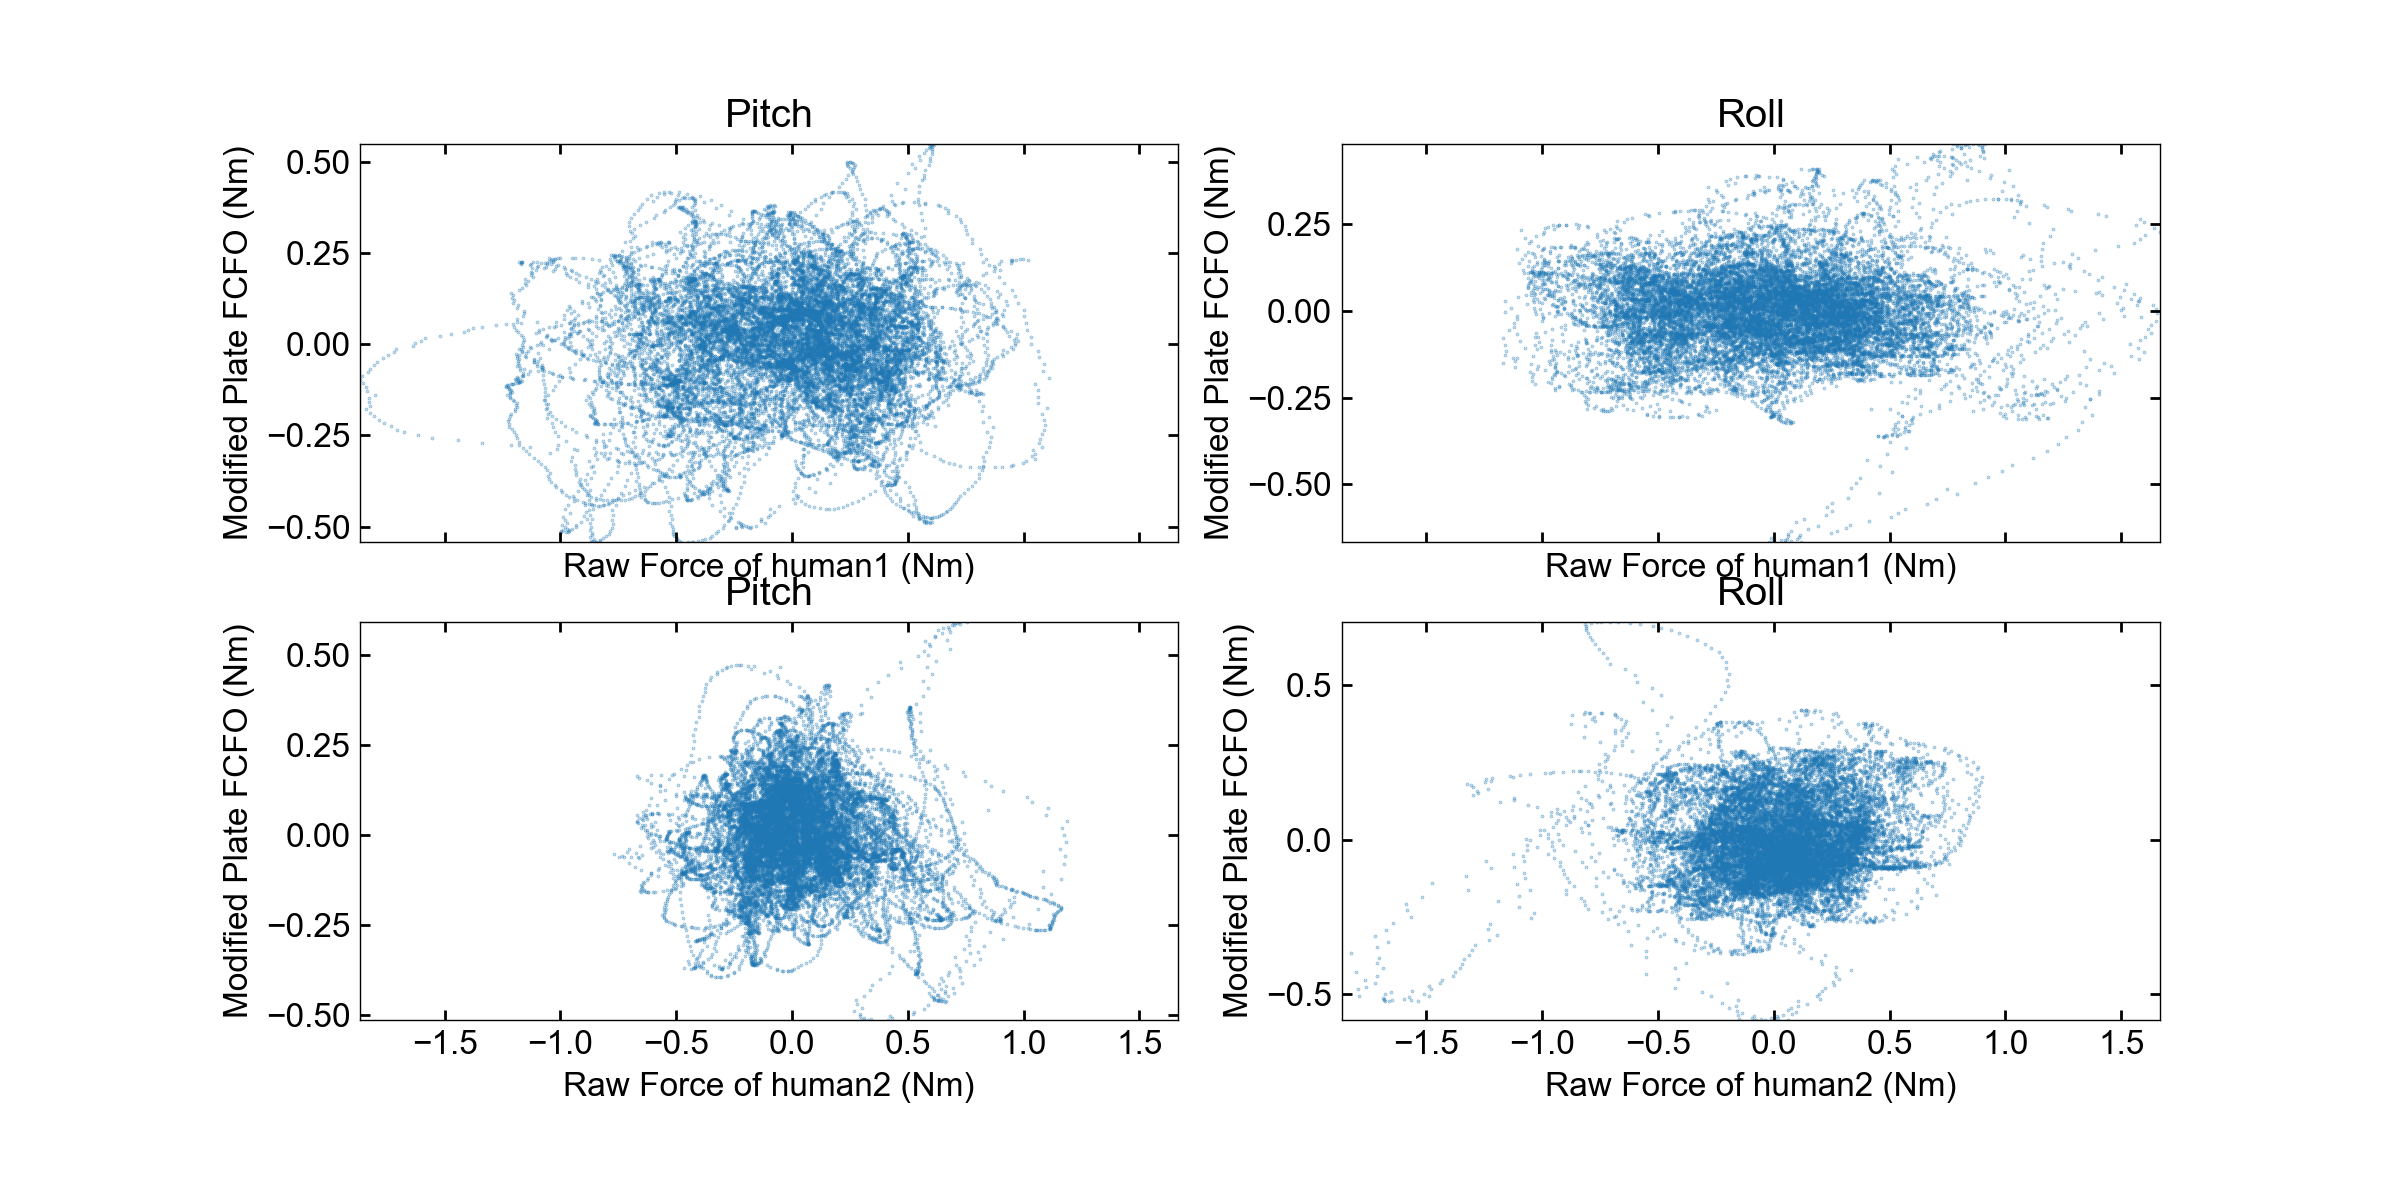 Pitch
Roll
Modified Plate FCFO (Nm)
0.50
0.25
0.00
−0.25
−0.50
Raw Force of human1 (Nm)
Modified Plate FCFO (Nm)
0.25
0.00
−0.25
−0.50
Raw Force of human1 (Nm)
Pitch
Roll
Modified Plate FCFO (Nm)
0.50
0.25
0.00
−0.25
−0.50
−1.5 −1.0 −0.5 0.0 0.5 1.0 1.5
Raw Force of human2 (Nm)
Modified Plate FCFO (Nm)
0.5
0.0
−0.5
−1.5 −1.0 −0.5 0.0 0.5 1.0 1.5
Raw Force of human2 (Nm)